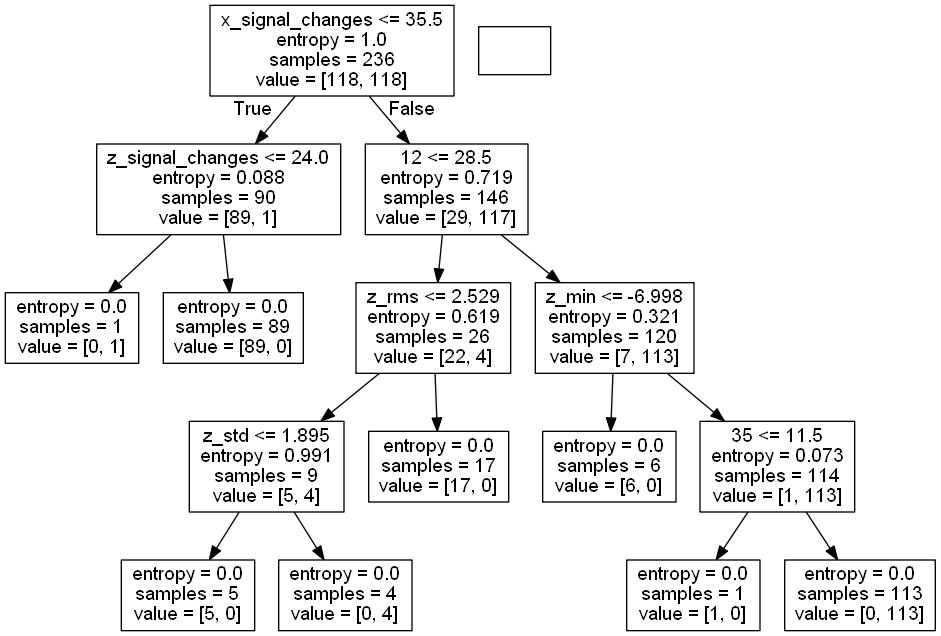 x_signal_changes <= 35.5
entropy = 1.0
samples = 236
value = [118, 118]
True
False
z_signal_changes <= 24.0
entropy = 0.088
samples = 90
value = [89, 1]
12 <= 28.5
entropy = 0.719
samples = 146
value = [29, 117]
entropy = 0.0
samples = 1
value = [0, 1]
entropy = 0.0
samples = 89
value = [89, 0]
z_rms <= 2.529
entropy = 0.619
samples = 26
value = [22, 4]
z_min <= -6.998
entropy = 0.321
samples = 120
value = [7, 113]
z_std <= 1.895
entropy = 0.991
samples = 9
value = [5, 4]
entropy = 0.0
samples = 17
value = [17, 0]
entropy = 0.0
samples = 6
value = [6, 0]
35 <= 11.5
entropy = 0.073
samples = 114
value = [1, 113]
entropy = 0.0
samples = 5
value = [5, 0]
entropy = 0.0
samples = 4
value = [0, 4]
entropy = 0.0
samples = 1
value = [1, 0]
entropy = 0.0
samples = 113
value = [0, 113]